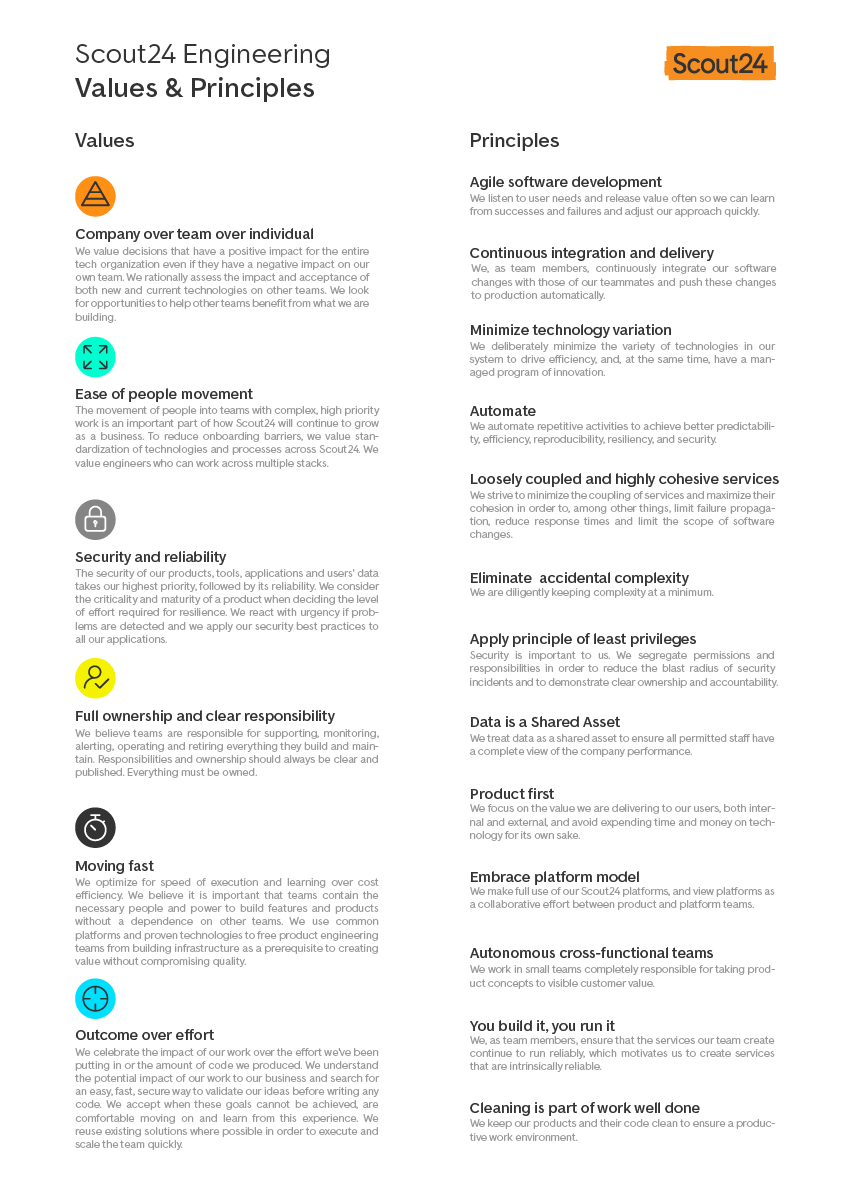 Scout24 Engineering
Values & Principles
Scout24
Values
Company over team over individual
We value decisions that have a positive impact for the entire
tech organization even if they have a negative impact on our
own team. We rationally assess the impact and acceptance of
both new and current technologies on other teams. We look
for opportunities to help other teams benefit from what we are
building.
Ease of people movement
The movement of people into teams with complex, high priority
work is an important part of how Scout24 will continue to grow
as a business. To reduce onboarding barriers, we value stan-
dardization of technologies and processes across Scout24. We
value engineers who can work across multiple stacks.
Security and reliability
The security of our products, tools, applications and users' data
takes our highest priority, followed by its reliability. We consider
the criticality and maturity of a product when deciding the level
of effort required for resilience. We react with urgency if prob-
lems are detected and we apply our security best practices to
all our applications.
Full ownership and clear responsibility
We believe teams are responsible for supporting, monitoring,
alerting, operating and retiring everything they build and main-
tain. Responsibilities and ownership should always be clear and
published. Everything must be owned.
Moving fast
We optimize for speed of execution and learning over cost
efficiency. We believe it is important that teams contain the
necessary people and power to build features and products
without a dependence on other teams. We use common
platforms and proven technologies to free product engineering
teams from building infrastructure as a prerequisite to creating
value without compromising quality.
Outcome over effort
We celebrate the impact of our work over the effort we've been
putting in or the amount of code we produced. We understand
the potential impact of our work to our business and search for
an easy, fast, secure way to validate our ideas before writing any
code. We accept when these goals cannot be achieved, are
comfortable moving on and learn from this experience. We
reuse existing solutions where possible in order to execute and
scale the team quickly.
Principles
Agile software development
We listen to user needs and release value often so we can learn
from successes and failures and adjust our approach quickly.
Continuous integration and delivery
We, as team members, continuously integrate our software
changes with those of our teammates and push these changes
to production automatically.
Minimize technology variation
We deliberately minimize the variety of technologies in our
system to drive efficiency, and, at the same time, have a man-
aged program of innovation.
Automate
We automate repetitive activities to achieve better predictabili-
ty, efficiency, reproducibility, resiliency, and security.
Loosely coupled and highly cohesive services
We strive to minimize the coupling of services and maximize their
cohesion in order to, among other things, limit failure propaga-
tion, reduce response times and limit the scope of software
changes.
Eliminate accidental complexity
We are diligently keeping complexity at a minimum.
Apply principle of least privileges
Security is important to us. We segregate permissions and
responsibilities in order to reduce the blast radius of security
incidents and to demonstrate clear ownership and accountability.
Data is a Shared Asset
We treat data as a shared asset to ensure all permitted staff have
a complete view of the company performance.
Product first
We focus on the value we are delivering to our users, both inter-
nal and external, and avoid expending time and money on tech-
nology for its own sake.
Embrace platform model
We make full use of our Scout24 platforms, and view platforms as
a collaborative effort between product and platform teams.
Autonomous cross-functional teams
We work in small teams completely responsible for taking prod-
uct concepts to visible customer value.
You build it, you run it
We, as team members, ensure that the services our team create
continue to run reliably, which motivates us to create services
that are intrinsically reliable.
Cleaning is part of work well done
We keep our products and their code clean to ensure a produc-
tive work environment.